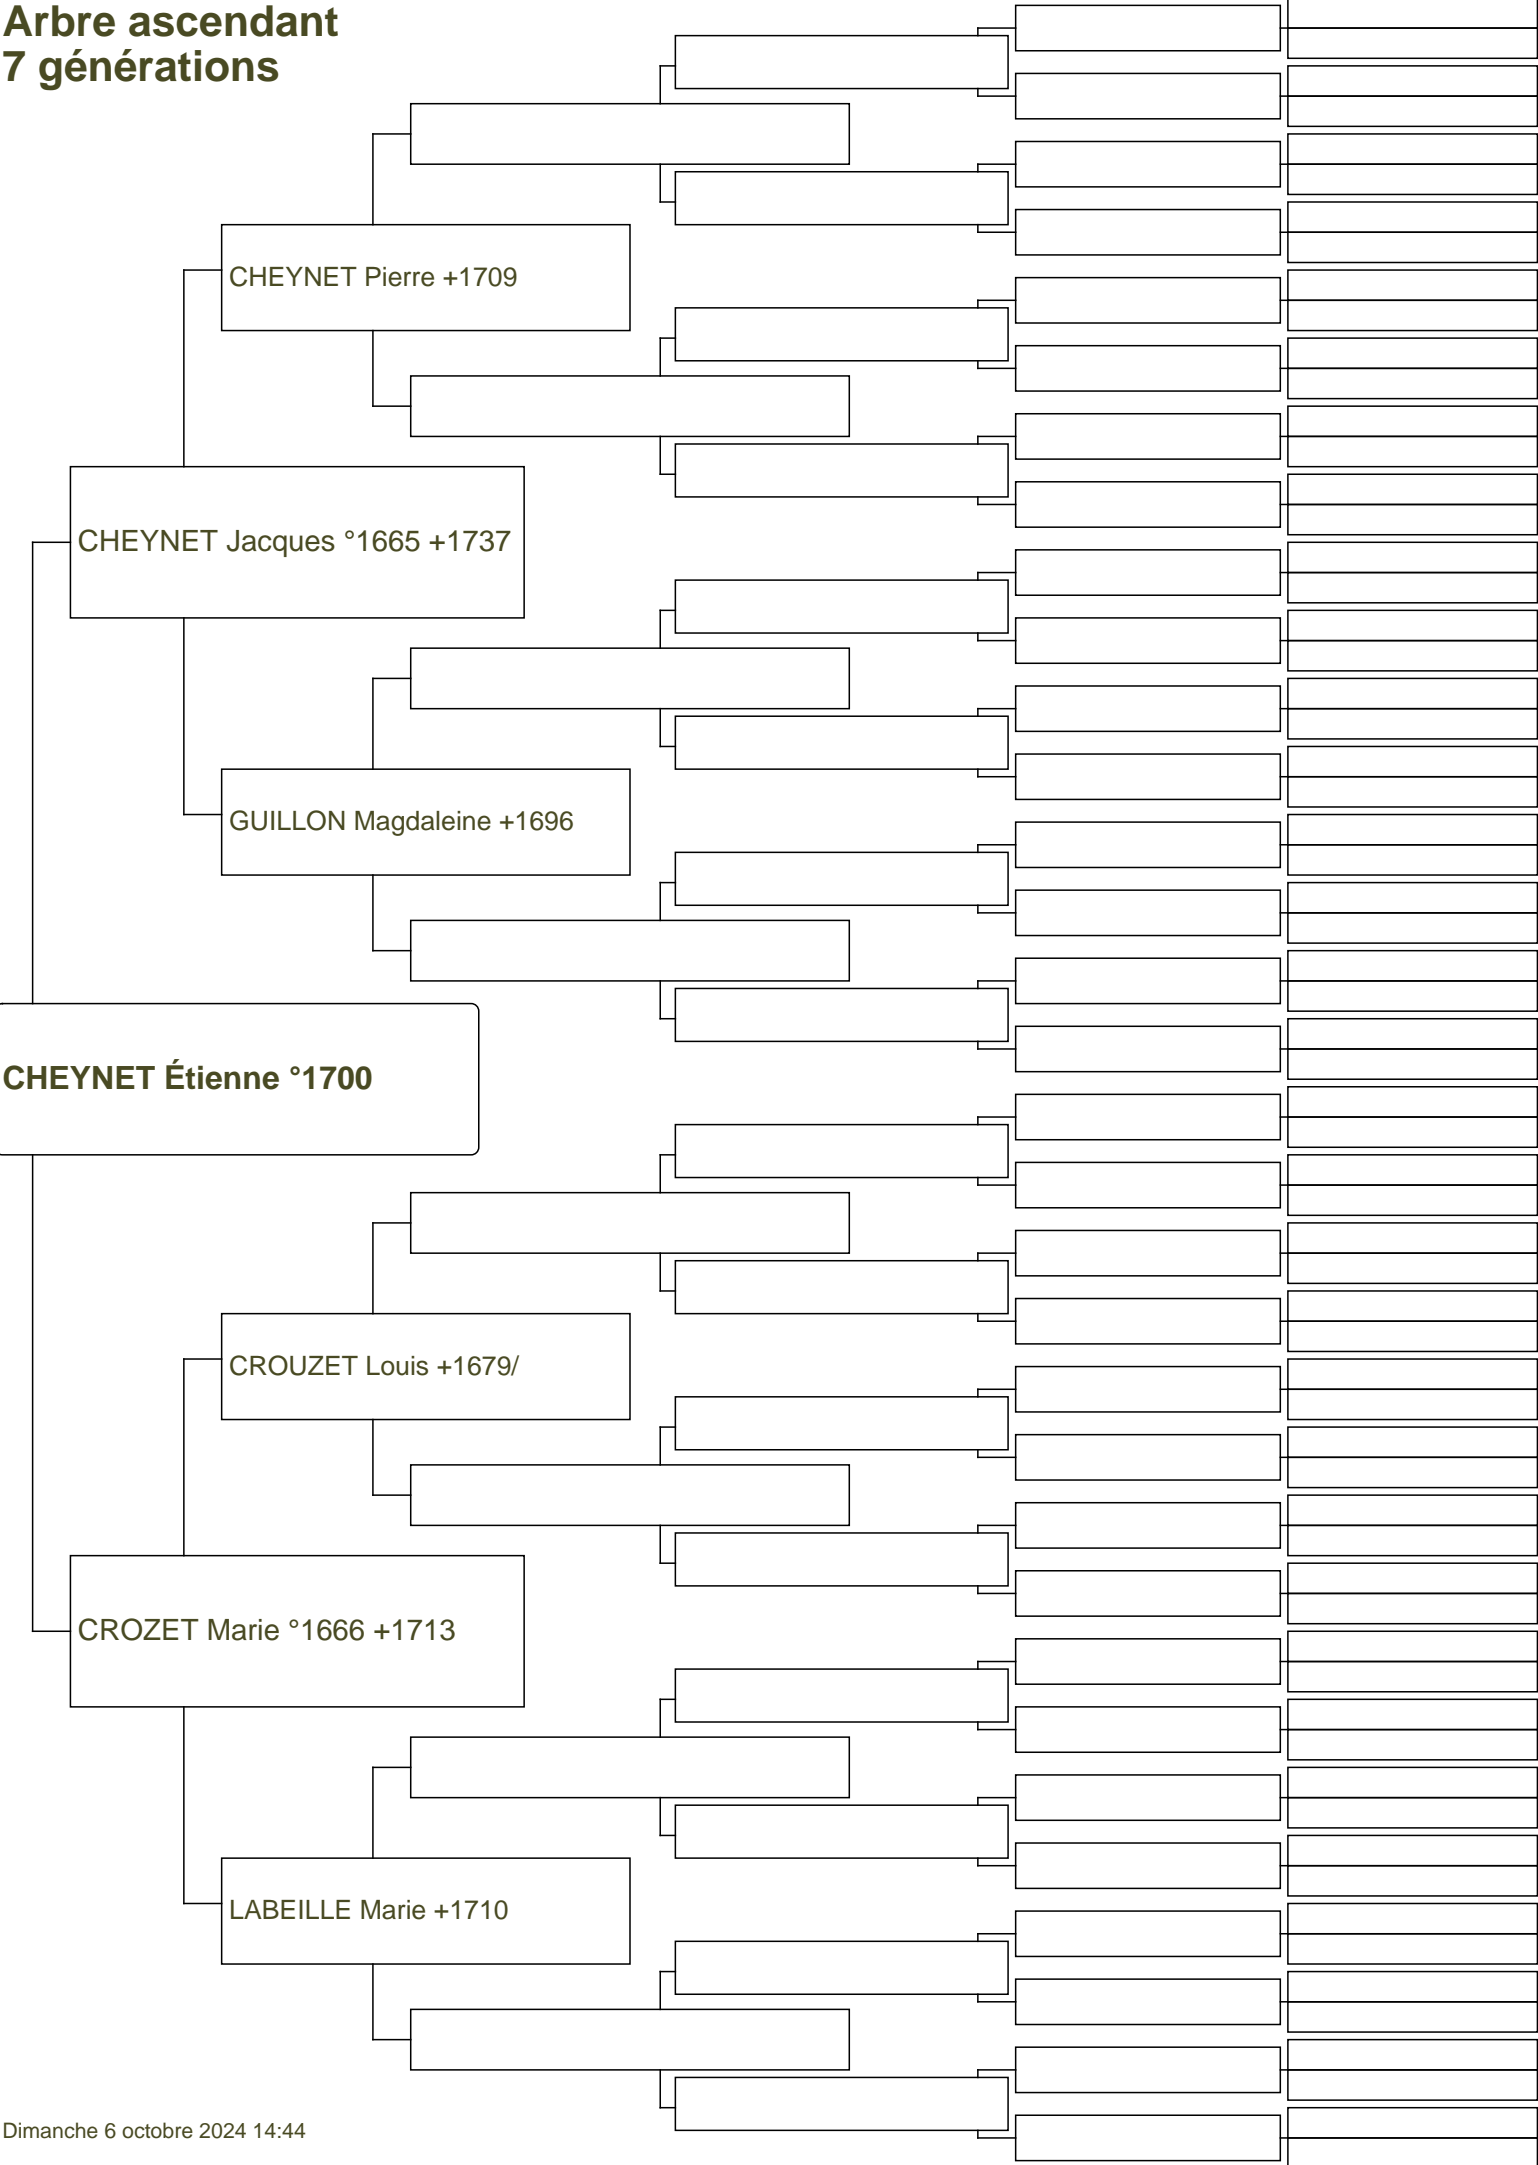 Arbre ascendant
7 générations
CHEYNET Pierre +1709
CHEYNET Jacques °1665 +1737
GUILLON Magdaleine +1696
CHEYNET Étienne °1700
CROUZET Louis +1679/
CROZET Marie °1666 +1713
LABEILLE Marie +1710
Dimanche 6 octobre 2024 14:44